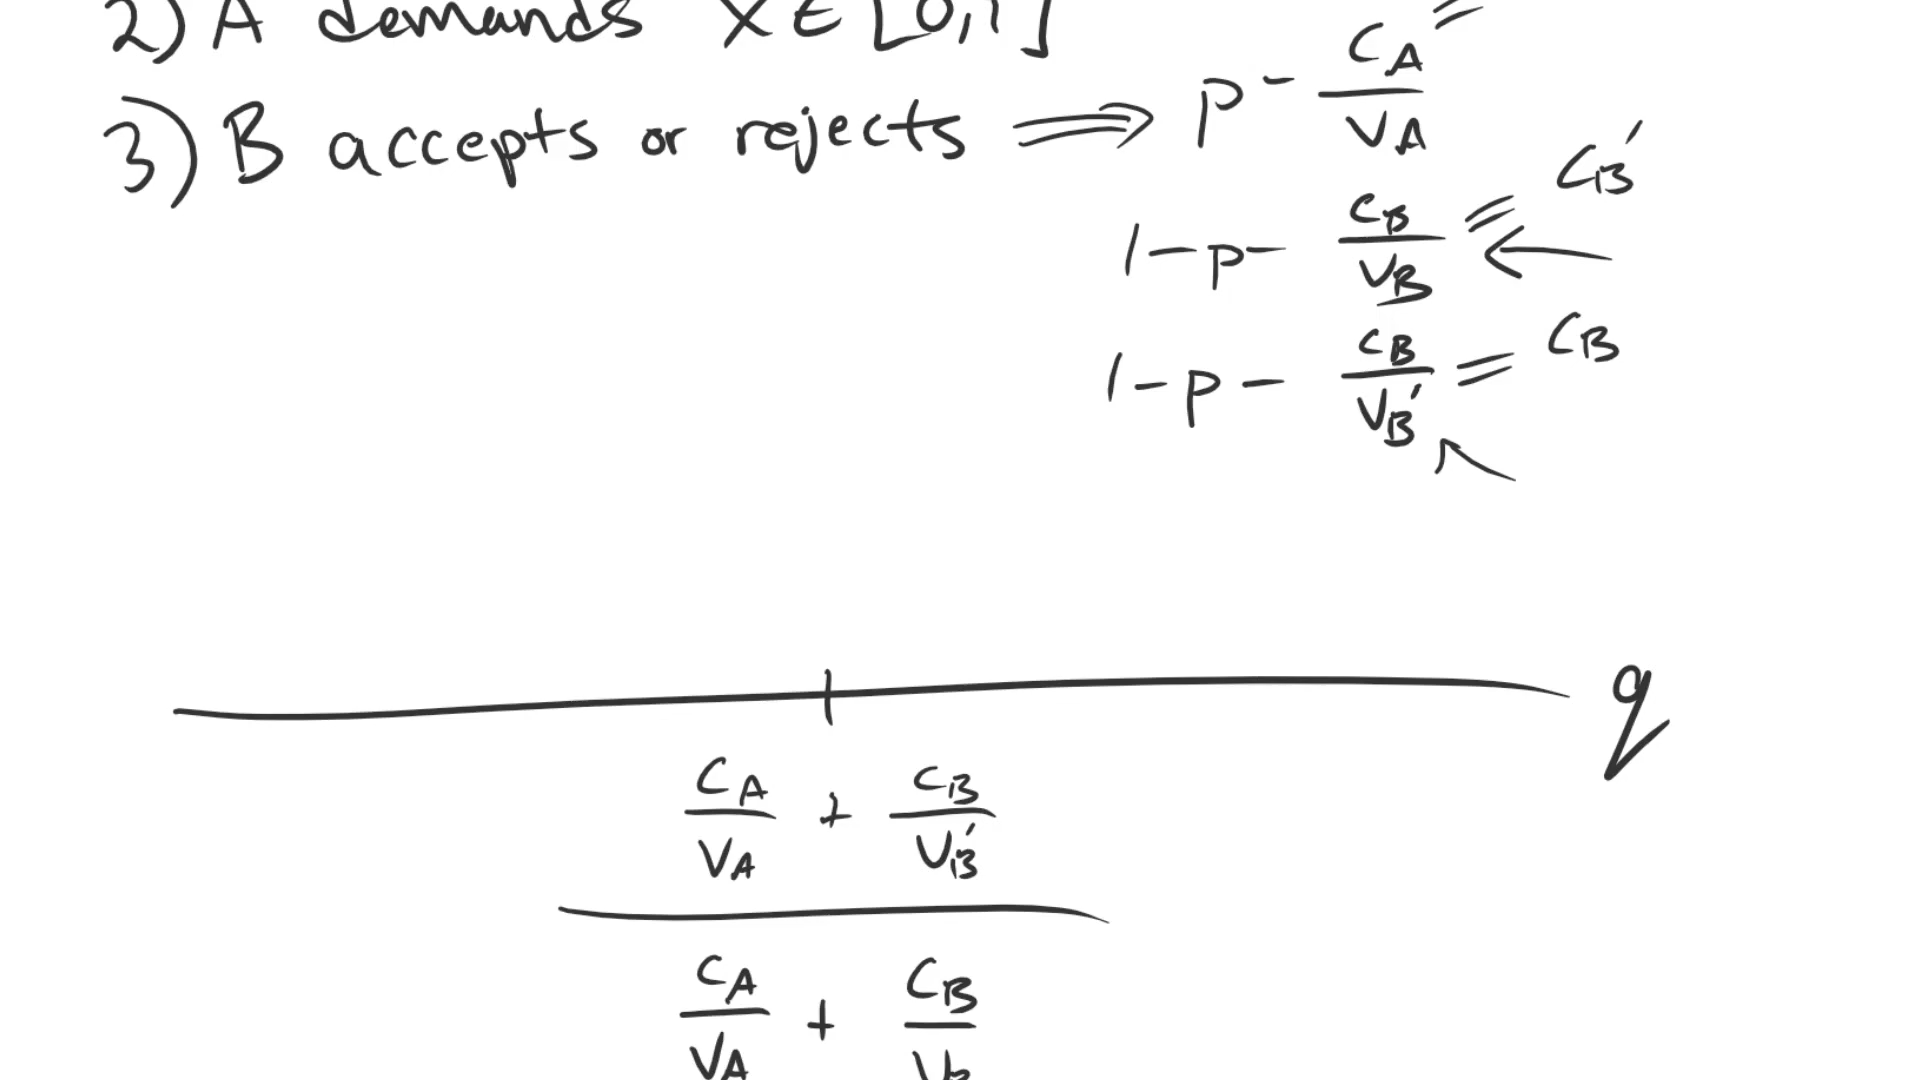 2) A demands x∈[0,1]
3) B accepts or rejects ⟹ p - C_A/V_A =
1-p- C_B/V_B = C_B'
1-p- C_B/V_B' = C_B
q
C_A/V_A + C_B/V_B'
C_A/V_A + C_B/V_B